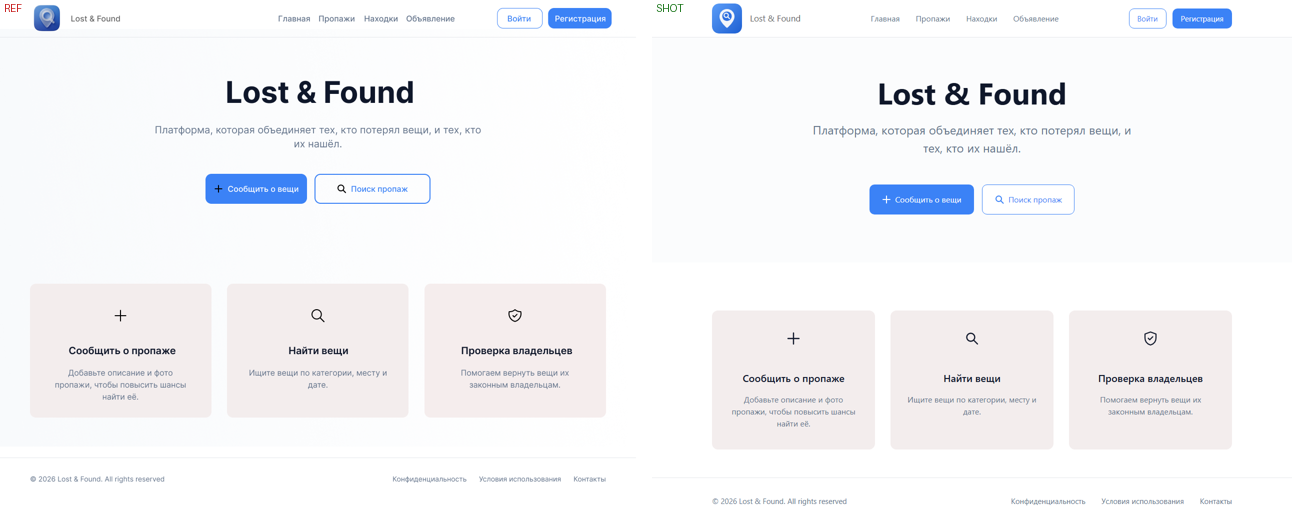 REF
Lost & Found
Главная Пропажи Находки Объявление
Войти
Регистрация
Lost & Found
Платформа, которая объединяет тех, кто потерял вещи, и тех, кто
их нашёл.
Сообщить о вещи
Поиск пропаж
Сообщить о пропаже
Добавьте описание и фото
пропажи, чтобы повысить шансы
найти её.
Найти вещи
Ищите вещи по категории, месту и
дате.
Проверка владельцев
Помогаем вернуть вещи их
законным владельцам.
© 2026 Lost & Found. All rights reserved
Конфиденциальность Условия использования Контакты
SHOT
Lost & Found
Главная Пропажи Находки Объявление
Войти
Регистрация
Lost & Found
Платформа, которая объединяет тех, кто потерял вещи, и
тех, кто их нашёл.
Сообщить о вещи
Поиск пропаж
Сообщить о пропаже
Добавьте описание и фото
пропажи, чтобы повысить шансы
найти её.
Найти вещи
Ищите вещи по категории, месту и
дате.
Проверка владельцев
Помогаем вернуть вещи их
законным владельцам.
© 2026 Lost & Found. All rights reserved
Конфиденциальность Условия использования Контакты